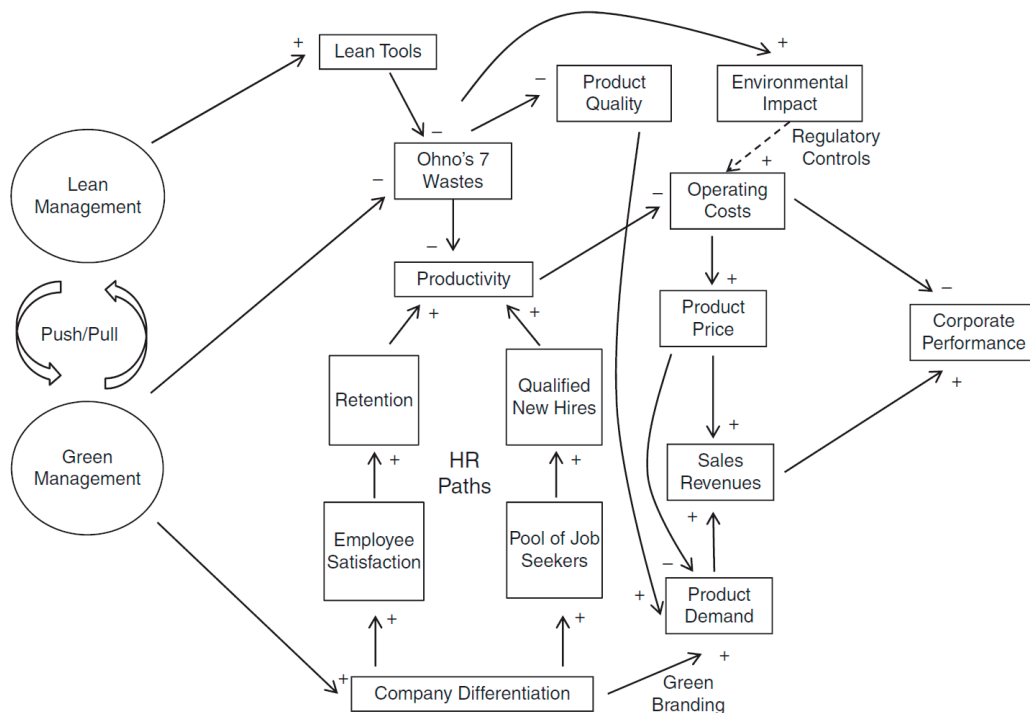 +
Lean Tools
+
−
Product
Quality
Environmental
Impact
Regulatory
Controls
−
Ohno's 7
Wastes
Lean
Management
−
−
+
Operating
Costs
−
Productivity
+
+
+
Product
Price
−
Corporate
Performance
+
Push/Pull
Retention
Qualified
New Hires
+
Sales
Revenues
+
Green
Management
+
HR
Paths
+
Employee
Satisfaction
Pool of Job
Seekers
−
+
Product
Demand
+
+
+
+
Company Differentiation
Green
Branding